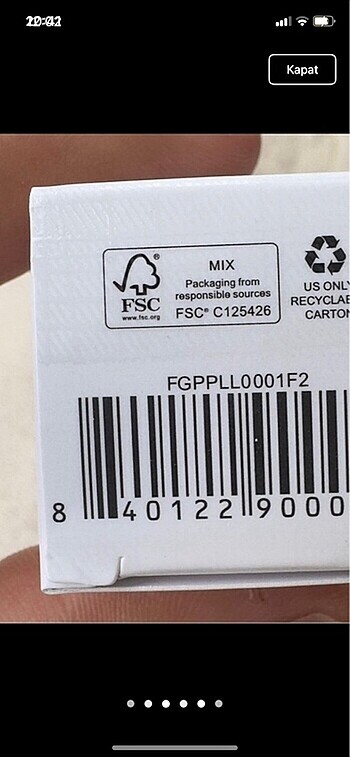 Kapat
FSC®
www.fsc.org
MIX
Packaging from
responsible sources
FSC® C125426
US ONLY
RECYCLABLE
CARTON
FGPPLL0001F2
8 40122 9000